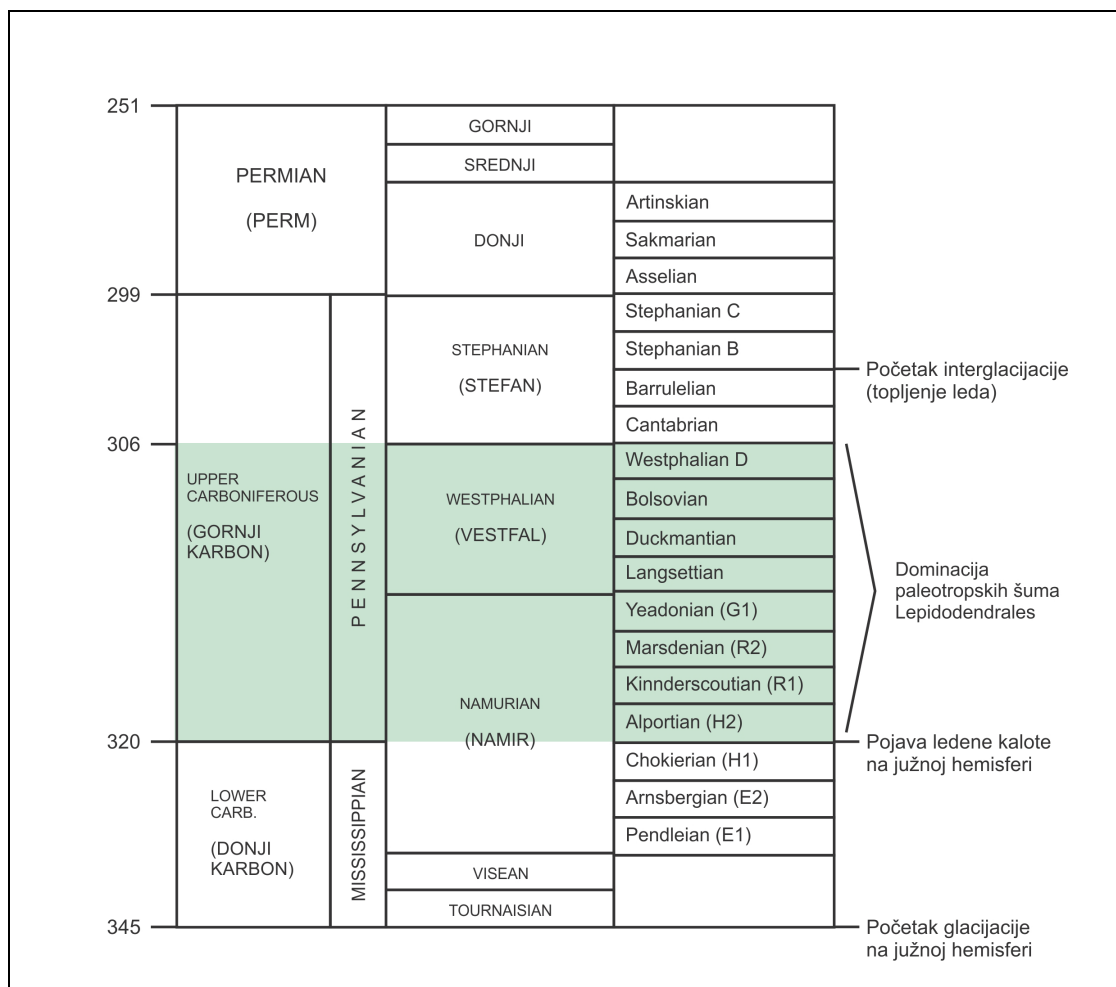 251
299
306
320
345
PERMIAN
(PERM)
UPPER
CARBONIFEROUS
(GORNJI
KARBON)
LOWER
CARB.
(DONJI
KARBON)
PENNSYLVANIAN
MISSISSIPPIAN
GORNJI
SREDNJI
DONJI
STEPHANIAN
(STEFAN)
WESTPHALIAN
(VESTFAL)
NAMURIAN
(NAMIR)
VISEAN
TOURNAISIAN
Artinskian
Sakmarian
Asselian
Stephanian C
Stephanian B
Barrulelian
Cantabrian
Westphalian D
Bolsovian
Duckmantian
Langsettian
Yeadonian (G1)
Marsdenian (R2)
Kinnderscoutian (R1)
Alportian (H2)
Chokierian (H1)
Arnsbergian (E2)
Pendleian (E1)
Početak interglacijacije
(topljenje leda)
Dominacija
paleotropskih šuma
Lepidodendrales
Pojava ledene kalote
na južnoj hemisferi
Početak glacijacije
na južnoj hemisferi